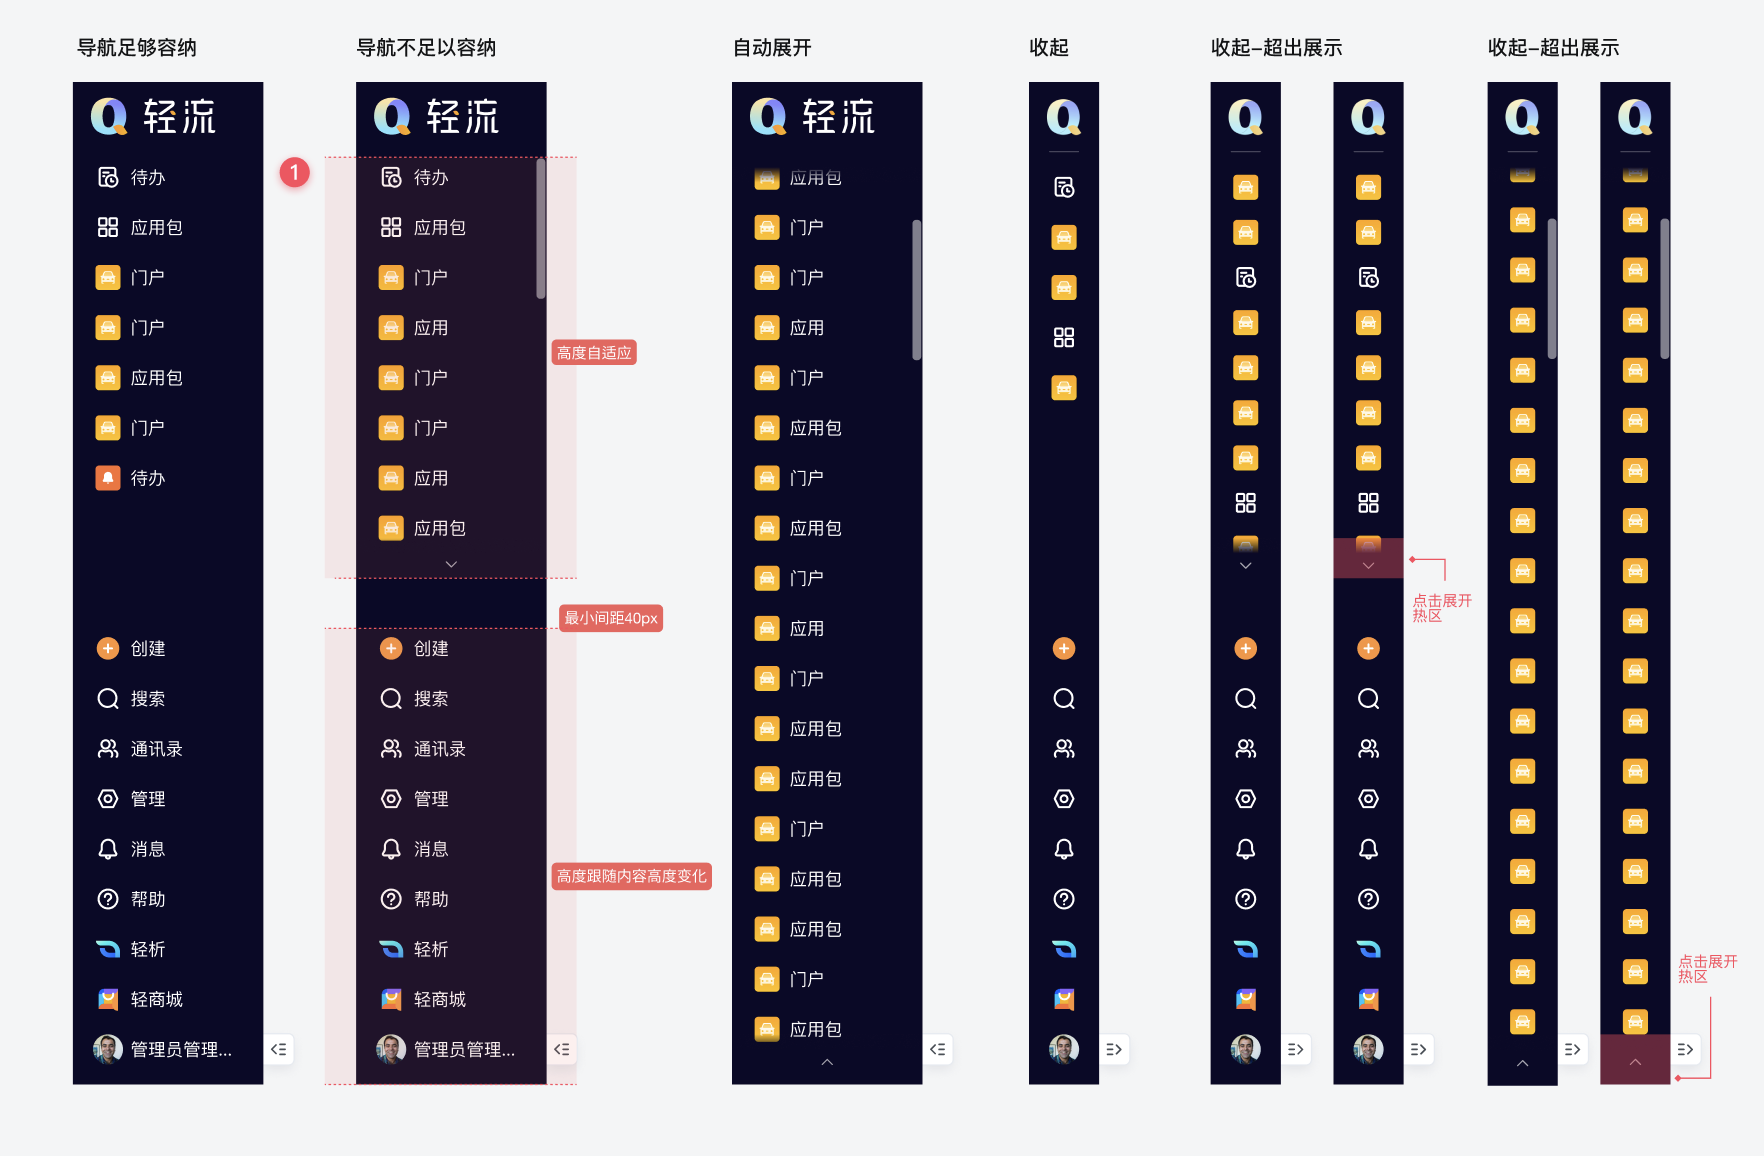 导航足够容纳
轻流
待办
应用包
门户
门户
应用包
门户
待办
创建
搜索
通讯录
管理
消息
帮助
轻析
轻商城
管理员管理...
1
导航不足以容纳
轻流
待办
应用包
门户
应用
门户
门户
应用
应用包
创建
搜索
通讯录
管理
消息
帮助
轻析
轻商城
管理员管理...
高度自适应
最小间距40px
高度跟随内容高度变化
自动展开
轻流
应用包
门户
门户
应用
门户
应用包
门户
应用包
门户
应用
门户
应用包
应用包
门户
应用包
应用包
门户
应用包
收起
收起-超出展示
点击展开
热区
收起-超出展示
点击展开
热区